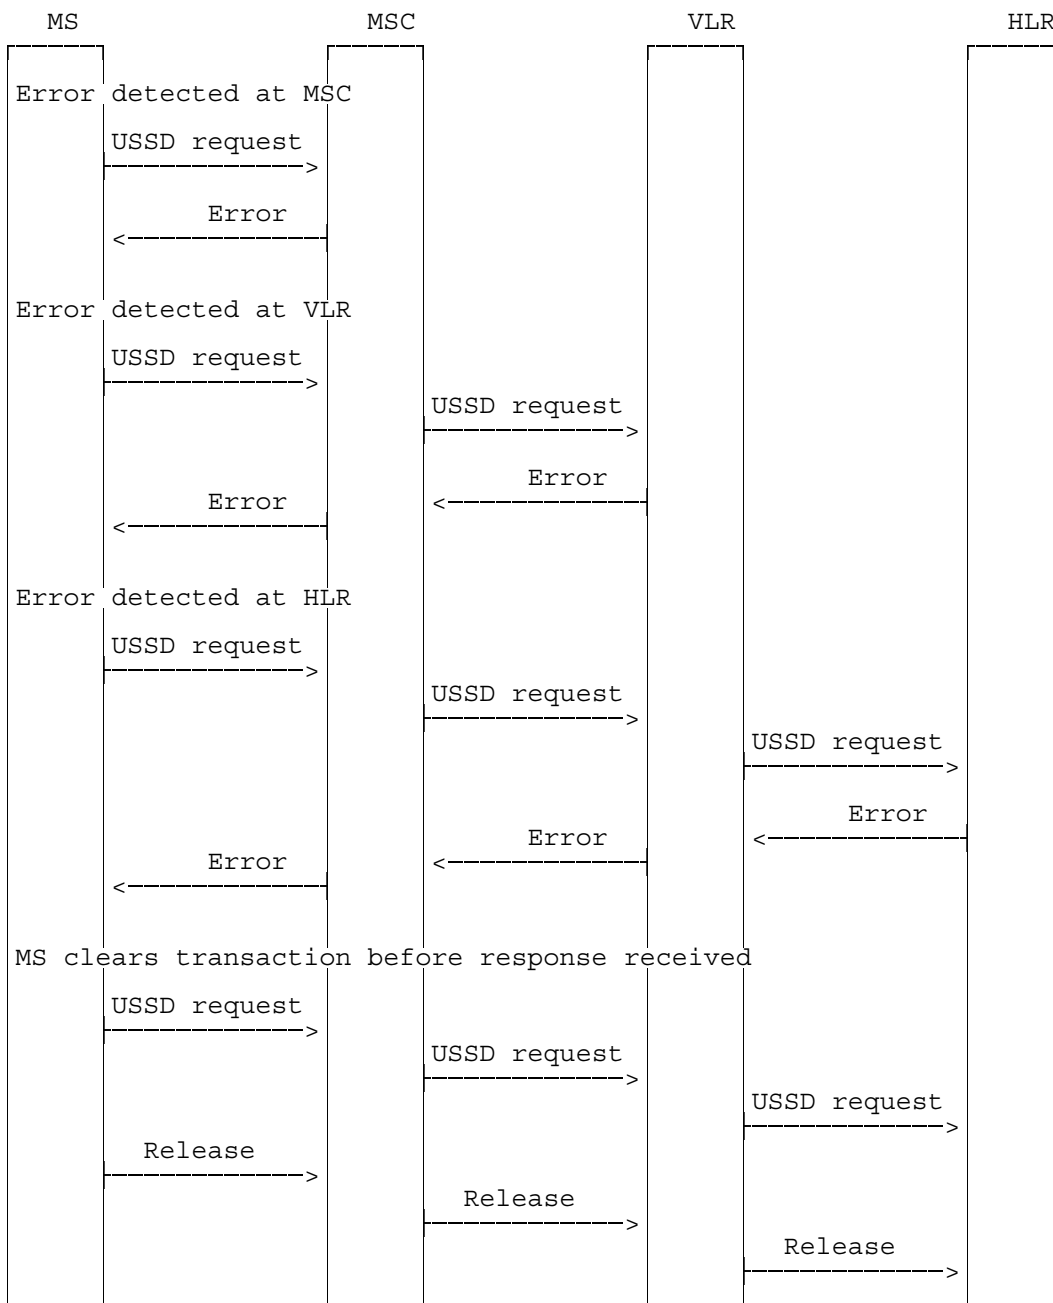 MS MSC VLR HLR
Error detected at MSC
USSD request
Error
Error detected at VLR
USSD request
USSD request
Error
Error
Error detected at HLR
USSD request
USSD request
USSD request
Error
Error
Error
MS clears transaction before response received
USSD request
USSD request
USSD request
Release
Release
Release